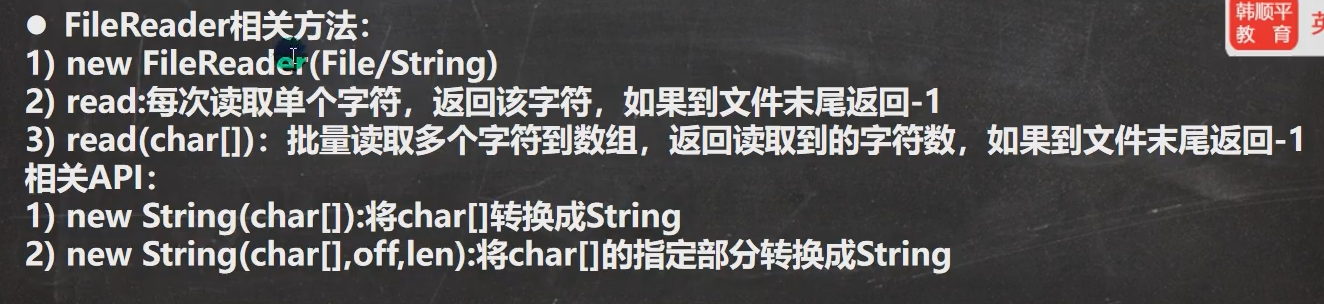 ● FileReader相关方法：
1) new FileReader(File/String)
2) read:每次读取单个字符，返回该字符，如果到文件末尾返回-1
3) read(char[])：批量读取多个字符到数组，返回读取到的字符数，如果到文件末尾返回-1
相关API：
1) new String(char[]):将char[]转换成String
2) new String(char[],off,len):将char[]的指定部分转换成String
韩顺平
教育